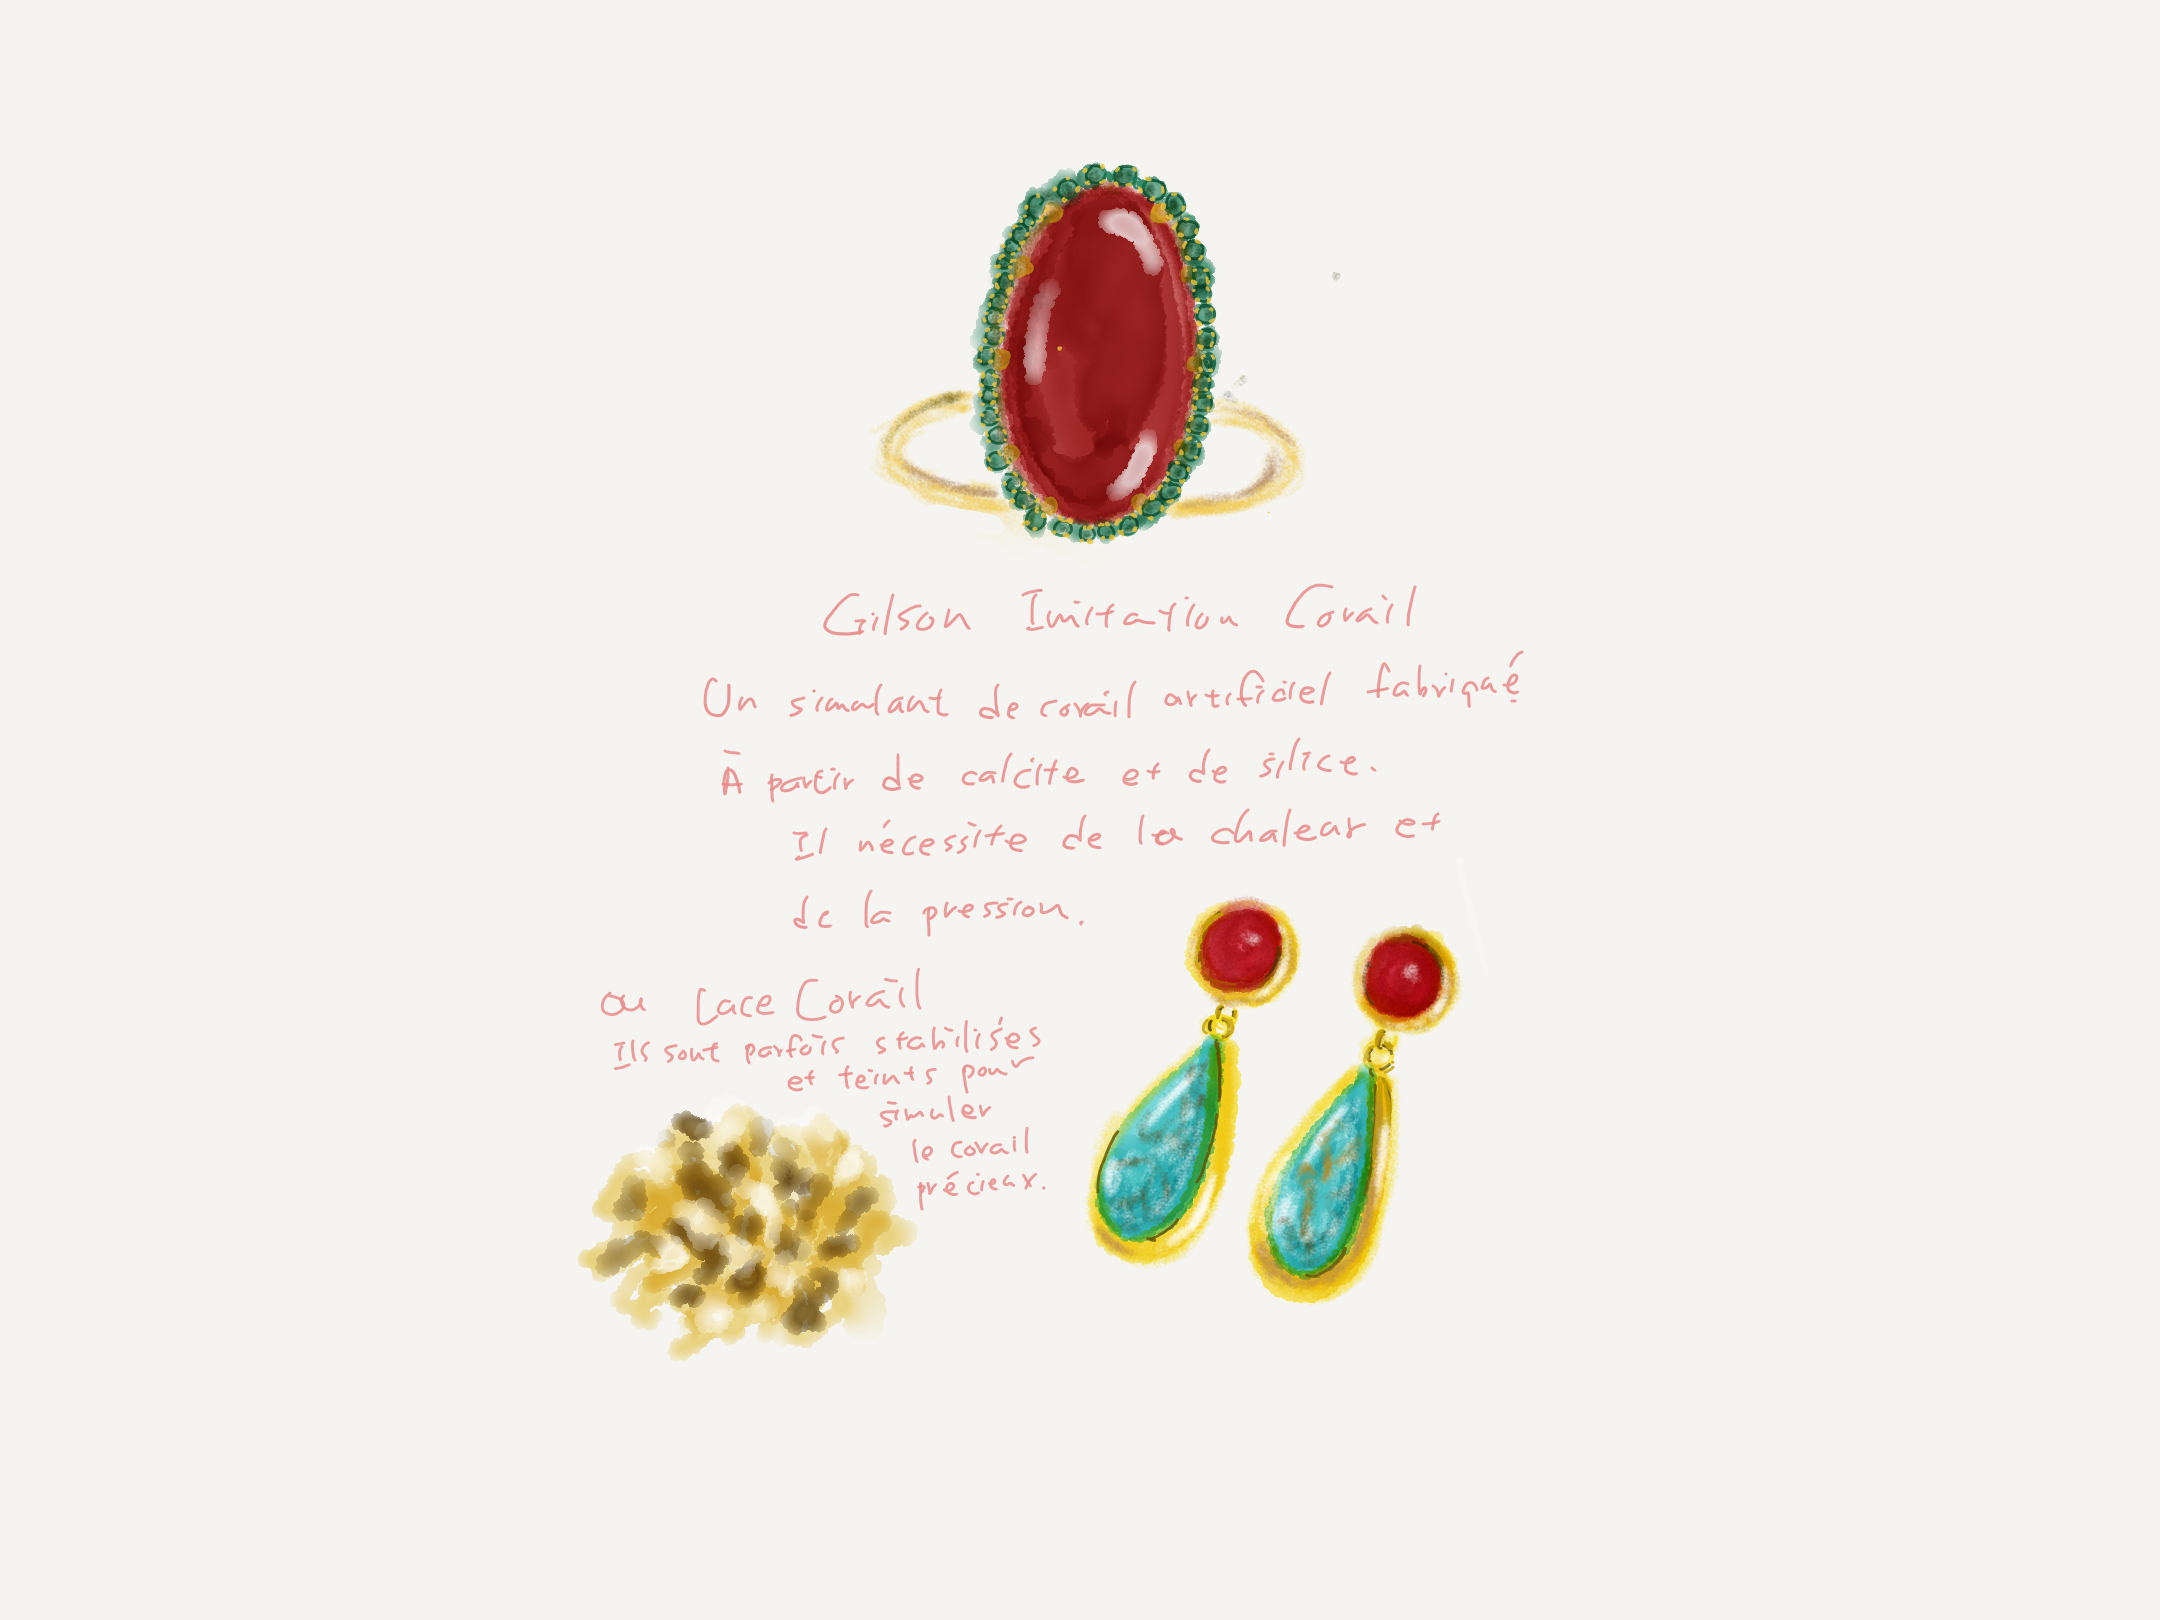 Gilson Imitation Corail
Un simulant de corail artificiel fabriqué
À partir de calcite et de silice.
Il nécessite de la chaleur et
de la pression.
ou Lace Corail
Ils sont parfois stabilisés
et teints pour
simuler
le corail
précieux.